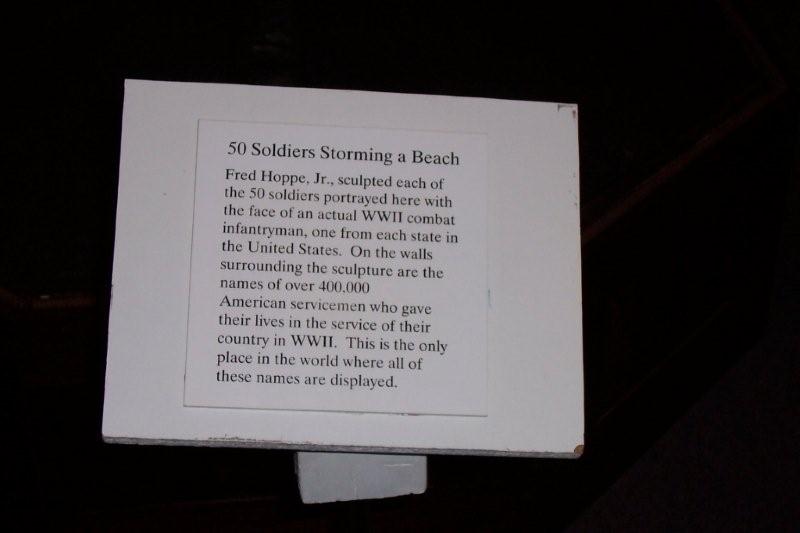 50 Soldiers Storming a Beach
Fred Hoppe, Jr., sculpted each of
the 50 soldiers portrayed here with
the face of an actual WWII combat
infantryman, one from each state in
the United States.  On the walls
surrounding the sculpture are the
names of over 400,000
American servicemen who gave
their lives in the service of their
country in WWII.  This is the only
place in the world where all of
these names are displayed.